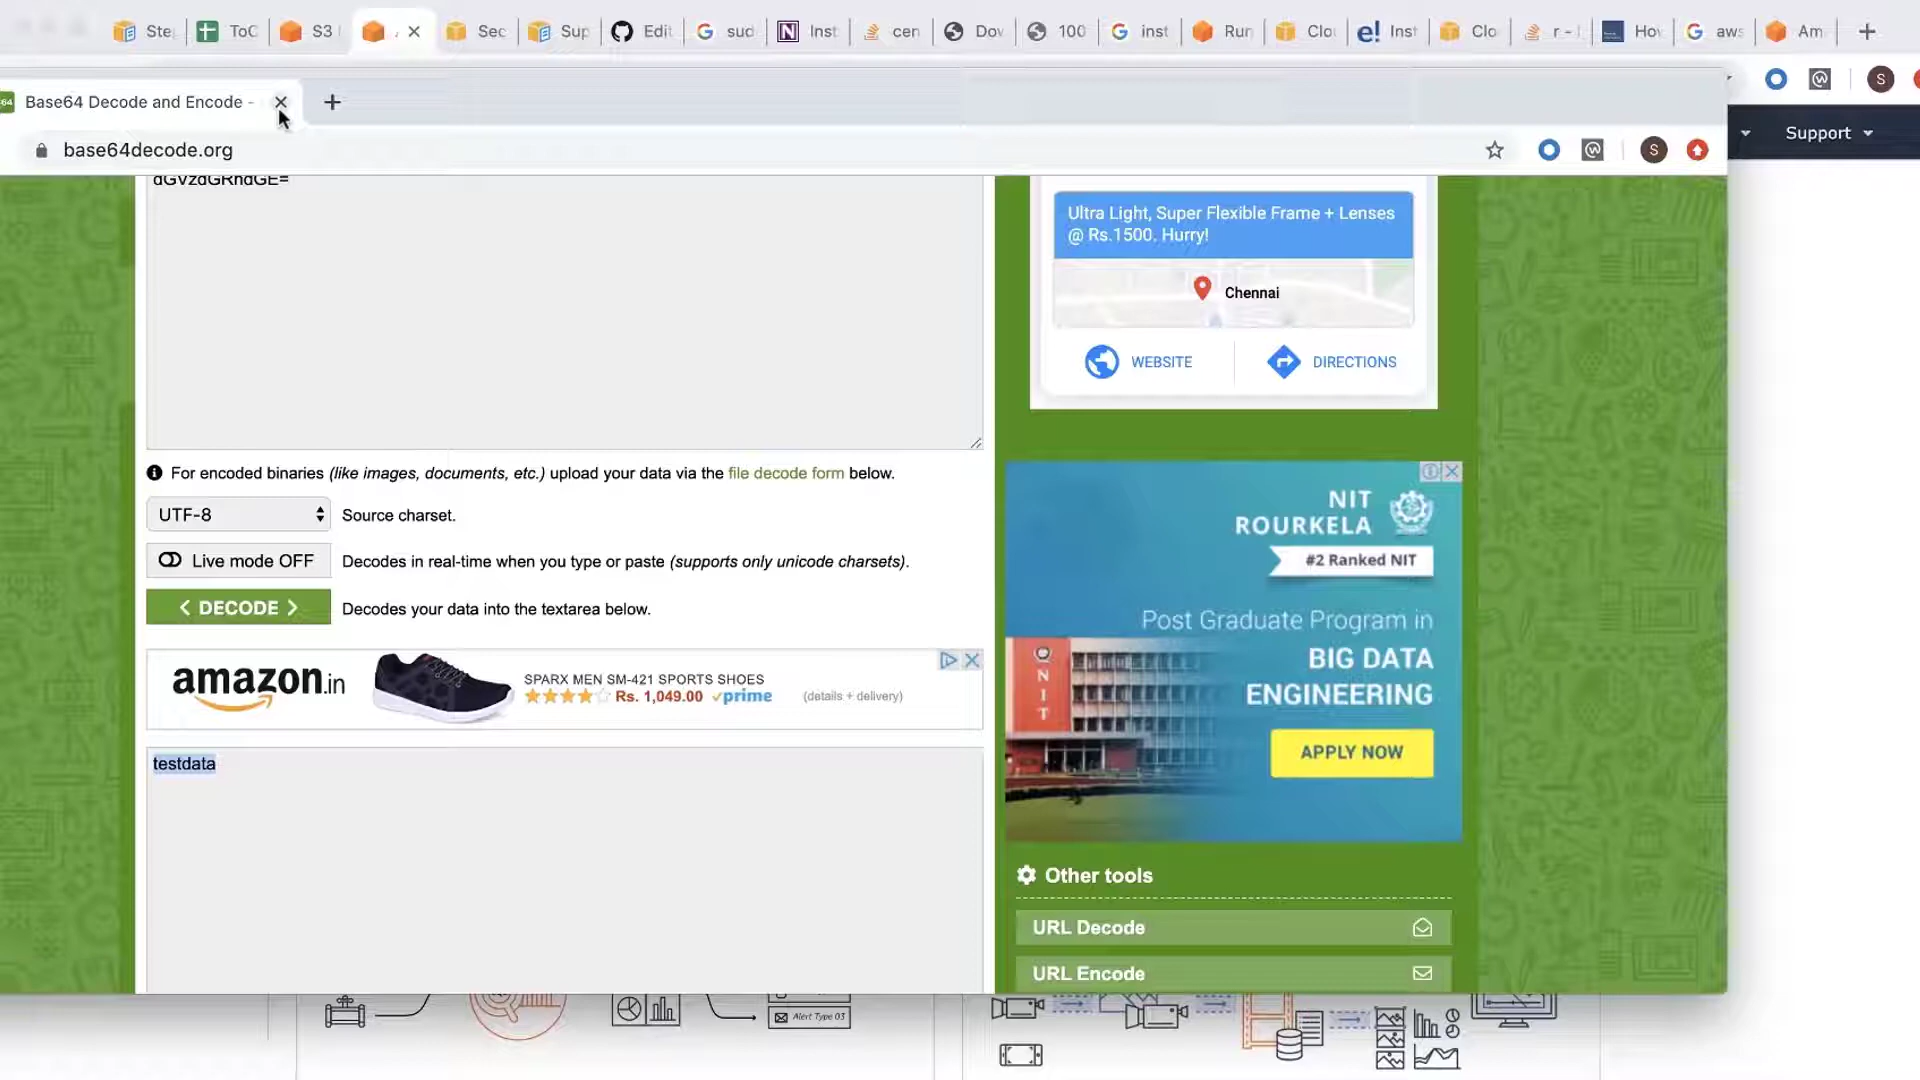 Ste
ToC
S3
Sec
Sup
Edit
sud
Inst
cen
Dov
100
inst
Run
Clo
Inst
Clo
r -
Hov
aws
Am
Base64 Decode and Encode -
base64decode.org
S
S
Support
dGVzdGRhdGE=
Ultra Light, Super Flexible Frame + Lenses
@ Rs.1500. Hurry!
Chennai
WEBSITE
DIRECTIONS
For encoded binaries (like images, documents, etc.) upload your data via the file decode form below.
UTF-8
Source charset.
Live mode OFF
Decodes in real-time when you type or paste (supports only unicode charsets).
< DECODE >
Decodes your data into the textarea below.
amazon.in
SPARX MEN SM-421 SPORTS SHOES
Rs. 1,049.00 prime
(details + delivery)
testdata
NIT
ROURKELA
#2 Ranked NIT
Post Graduate Program in
BIG DATA
ENGINEERING
NIT
APPLY NOW
Other tools
URL Decode
URL Encode
Alert Type 03